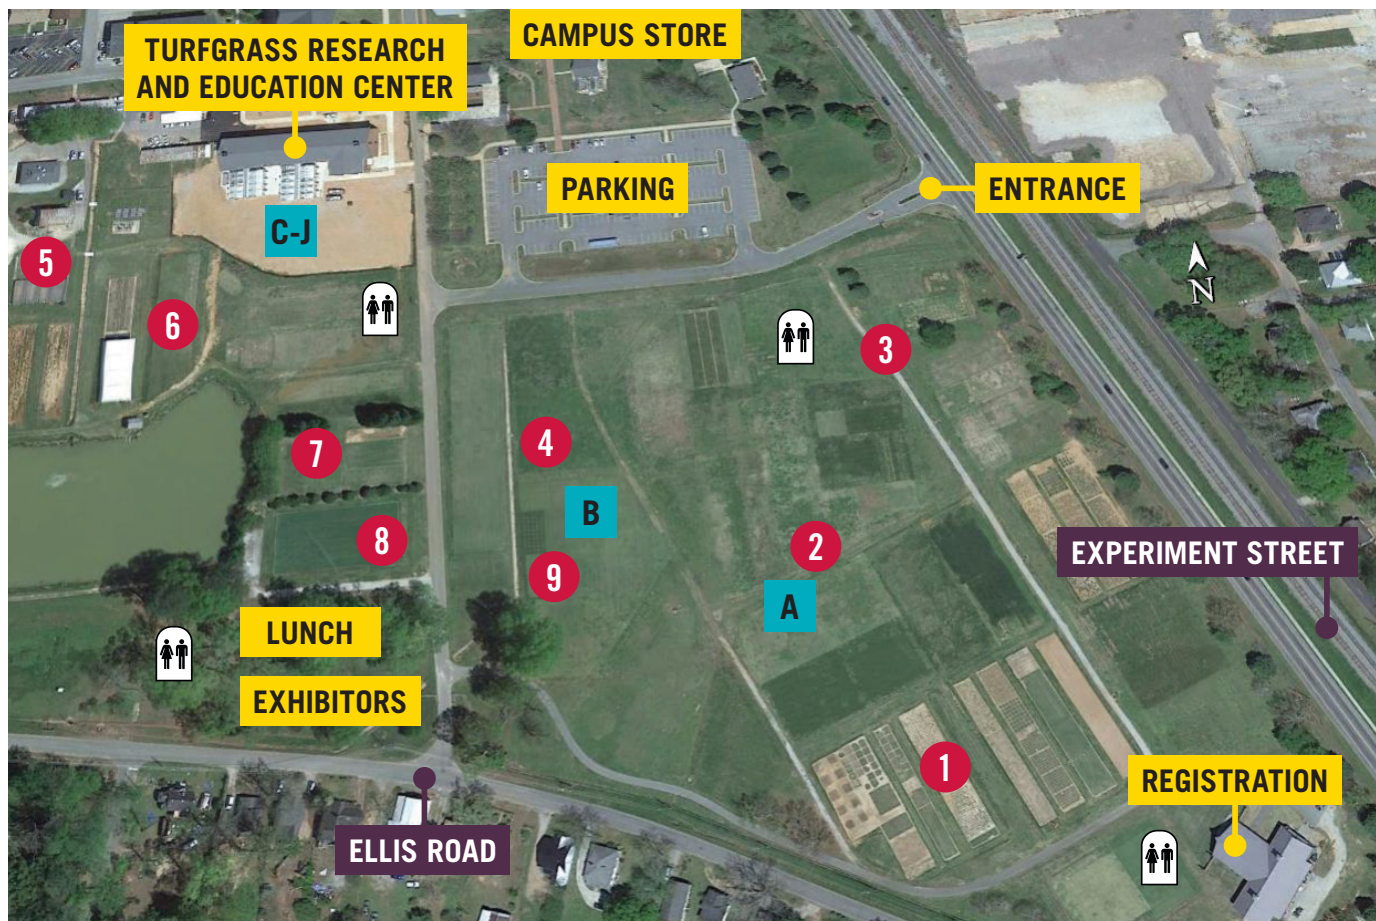 CAMPUS STORE
TURFGRASS RESEARCH
AND EDUCATION CENTER
PARKING
ENTRANCE
C-J
5
N
6
3
4
7
B
8
2
EXPERIMENT STREET
9
A
LUNCH
EXHIBITORS
1
REGISTRATION
ELLIS ROAD